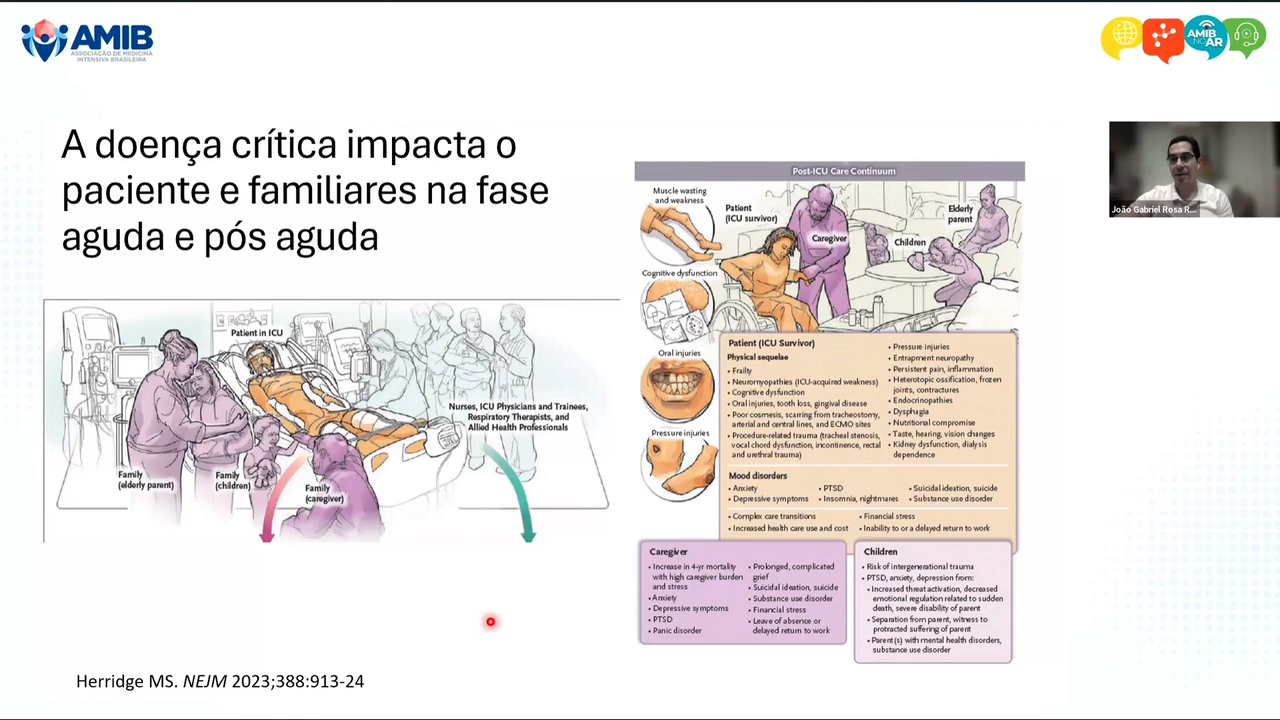 AMIB
ASSOCIAÇÃO DE MEDICINA
INTENSIVA BRASILEIRA
AMIB
NO
AR
A doença crítica impacta o
paciente e familiares na fase
aguda e pós aguda
João Gabriel Rosa R...
Patient in ICU
Nurses, ICU Physicians and Trainees,
Respiratory Therapists, and
Allied Health Professionals
Family
(elderly parent)
Family
(children)
Family
(caregiver)
Post-ICU Care Continuum
Muscle wasting
and weakness
Patient
(ICU survivor)
Caregiver
Children
Elderly
parent
Cognitive dysfunction
Oral injuries
Pressure injuries
Patient (ICU Survivor)
Physical sequelae
• Frailty
• Neuromyopathies (ICU-acquired weakness)
• Cognitive dysfunction
• Oral injuries, tooth loss, gingival disease
• Poor cosmesis, scarring from tracheostomy,
arterial and central lines, and ECMO sites
• Procedure-related trauma (tracheal stenosis,
vocal chord dysfunction, incontinence, rectal
and urethral trauma)
• Pressure injuries
• Entrapment neuropathy
• Persistent pain, inflammation
• Heterotopic ossification, frozen
joints, contractures
• Endocrinopathies
• Dysphagia
• Nutritional compromise
• Taste, hearing, vision changes
• Kidney dysfunction, dialysis
dependence
Mood disorders
• Anxiety
• Depressive symptoms
• PTSD
• Insomnia, nightmares
• Suicidal ideation, suicide
• Substance use disorder
• Complex care transitions
• Increased health care use and cost
• Financial stress
• Inability to or a delayed return to work
Caregiver
• Increase in 4-yr mortality
with high caregiver burden
and stress
• Anxiety
• Depressive symptoms
• PTSD
• Panic disorder
• Prolonged, complicated
grief
• Suicidal ideation, suicide
• Substance use disorder
• Financial stress
• Leave of absence or
delayed return to work
Children
• Risk of intergenerational trauma
• PTSD, anxiety, depression from:
• Increased threat activation, decreased
emotional regulation related to sudden
death, severe disability of parent
• Separation from parent, witness to
protracted suffering of parent
• Parent(s) with mental health disorders,
substance use disorder
Herridge MS. NEJM 2023;388:913-24